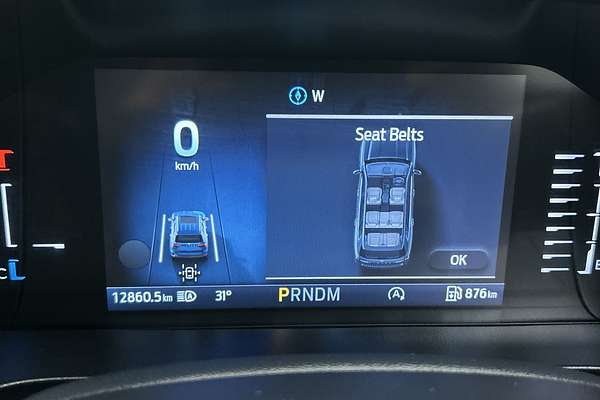 W
Seat Belts
0
km/h
OK
12860.5 km
31°
PRNDM
876 km
H
C